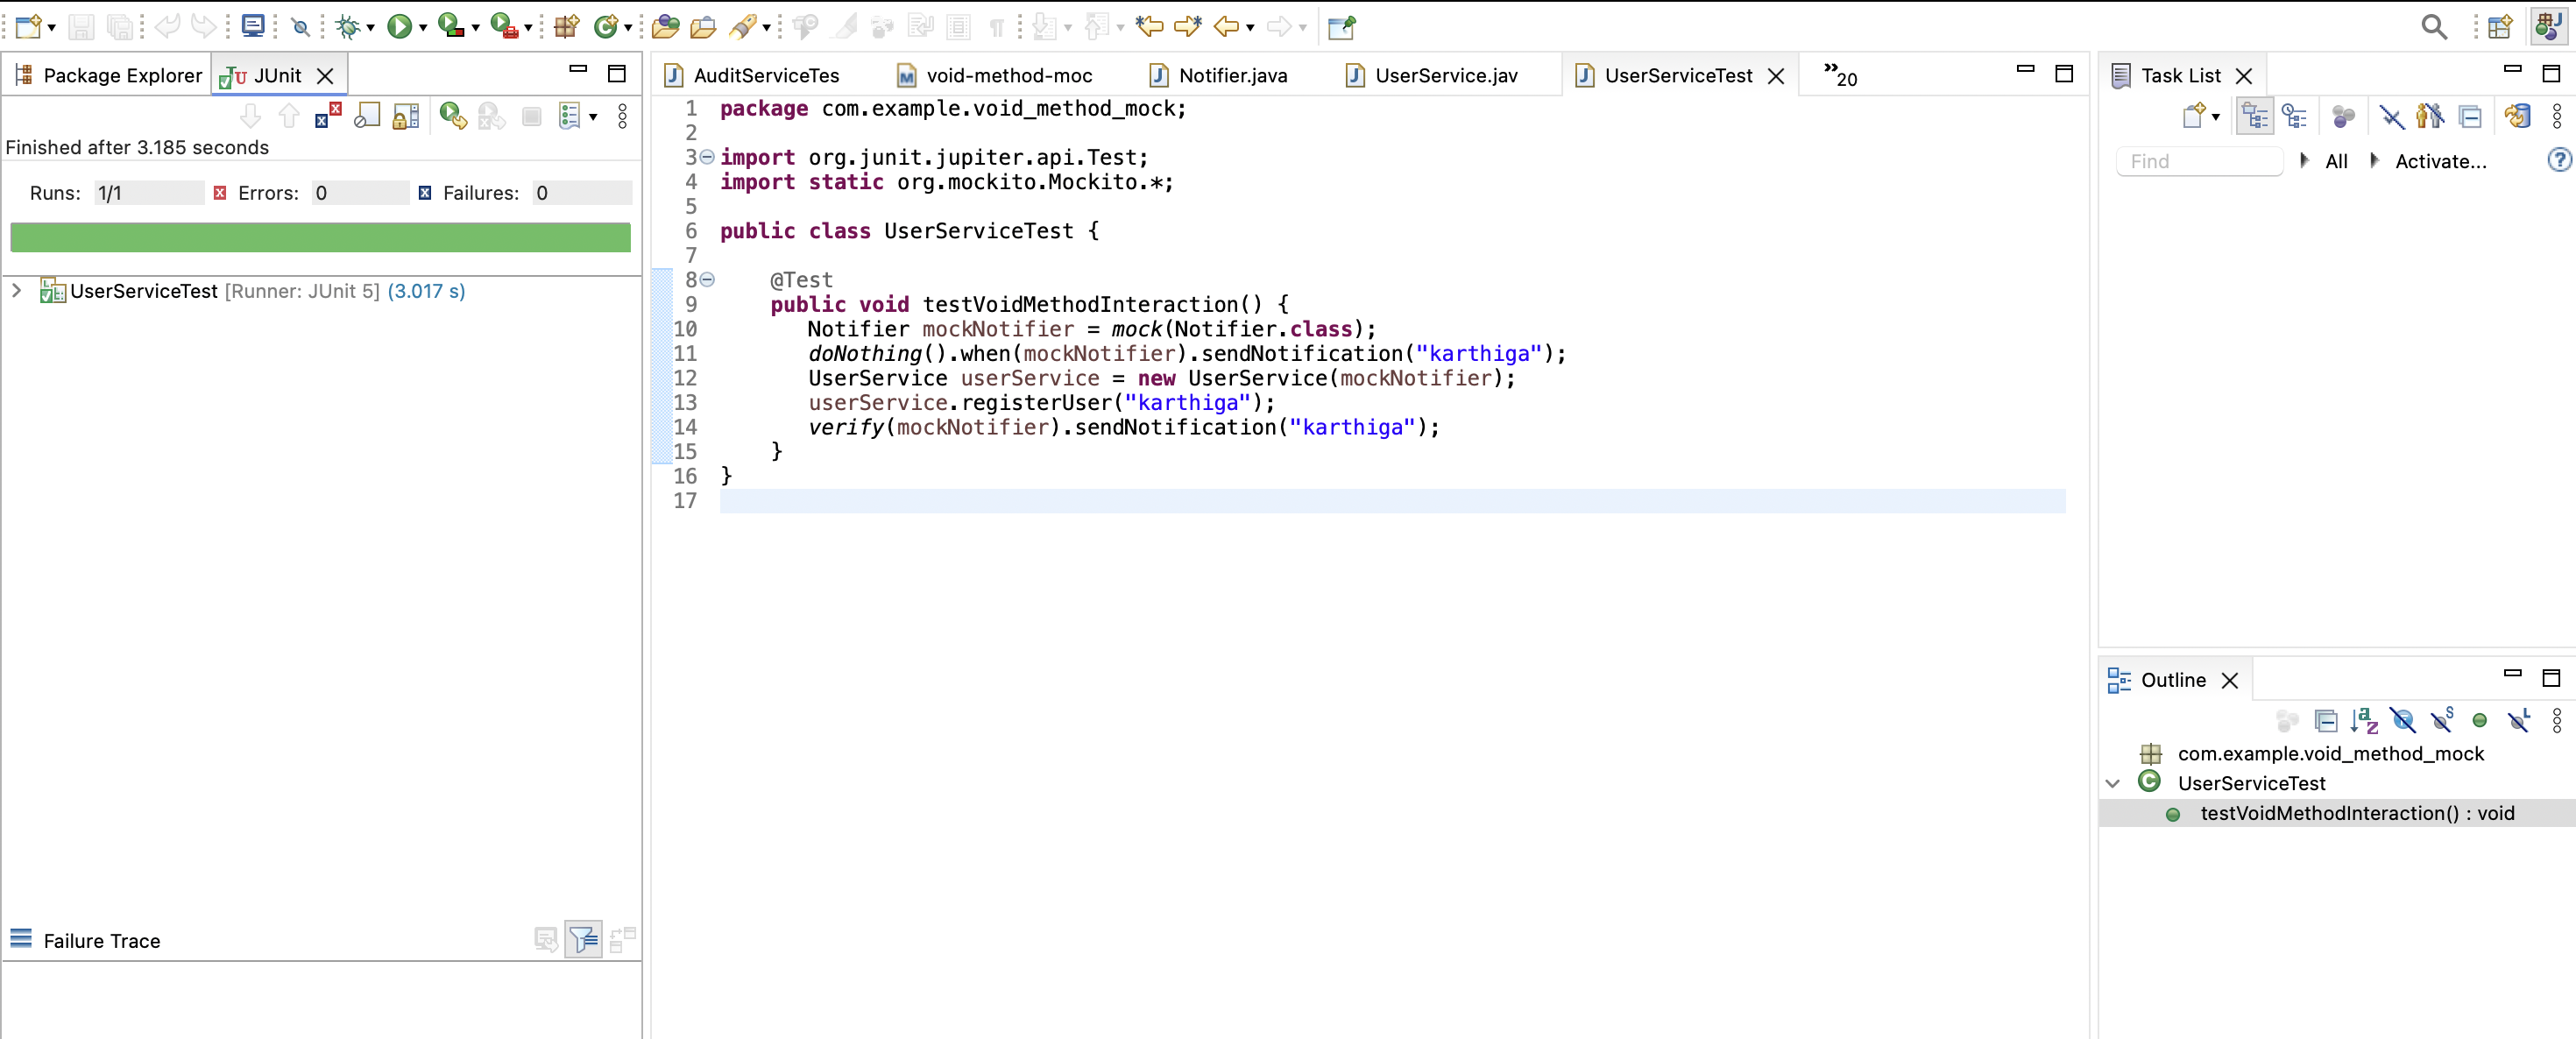 Package Explorer
JUnit
Finished after 3.185 seconds
Runs: 1/1 Errors: 0 Failures: 0
UserServiceTest [Runner: JUnit 5] (3.017 s)
Failure Trace
AuditServiceTes void-method-moc Notifier.java UserService.jav UserServiceTest »20
1 package com.example.void_method_mock;
2
3 import org.junit.jupiter.api.Test;
4 import static org.mockito.Mockito.*;
5
6 public class UserServiceTest {
7
8 @Test
9 public void testVoidMethodInteraction() {
10 Notifier mockNotifier = mock(Notifier.class);
11 doNothing().when(mockNotifier).sendNotification("karthiga");
12 UserService userService = new UserService(mockNotifier);
13 userService.registerUser("karthiga");
14 verify(mockNotifier).sendNotification("karthiga");
15 }
16 }
17
Task List
Find All Activate...
Outline
com.example.void_method_mock
UserServiceTest
testVoidMethodInteraction() : void